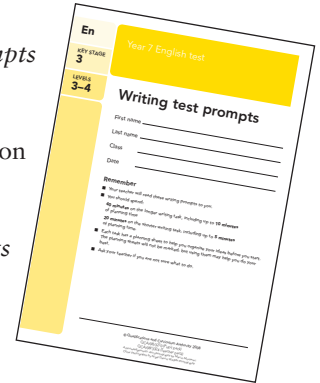 mpts
on
s
En
KEY STAGE
3
LEVELS
3–4
Year 7 English test
Writing test prompts
First name
Last name
Class
Date
Remember
■ Your teacher will read these writing prompts to you.
■ You should spend:
40 minutes on the longer writing task, including up to 10 minutes
of planning time
30 minutes on the shorter writing task, including up to 5 minutes
of planning time.
■ Each task has a planning sheet to help you organise your ideas before you start.
The planning sheets will not be marked, but using them may help you do your
best.
■ Ask your teacher if you are not sure what to do.